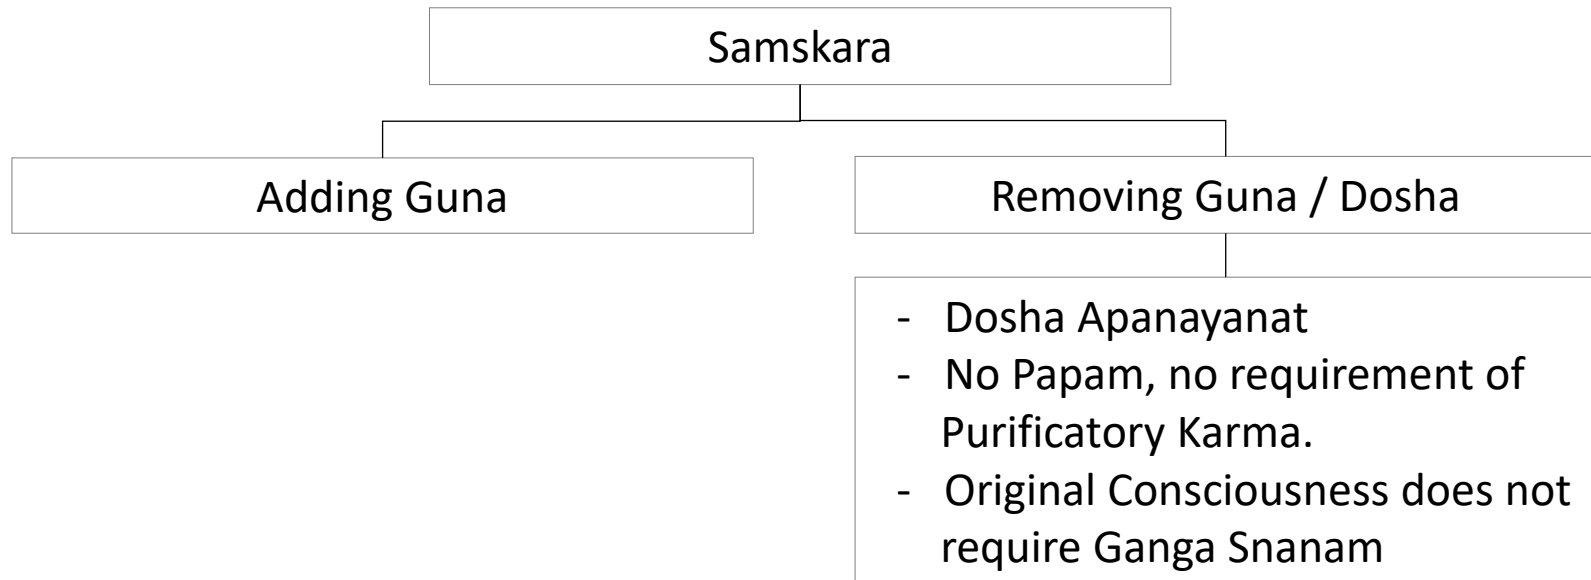 Samskara
Adding Guna
Removing Guna / Dosha
- Dosha Apanayanat
- No Papam, no requirement of
Purificatory Karma.
- Original Consciousness does not
require Ganga Snanam